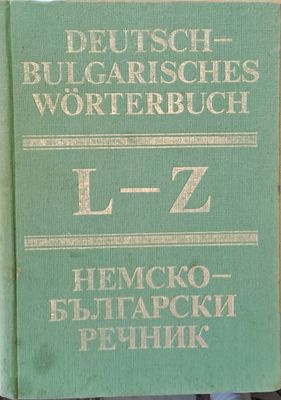 DEUTSCH–
BULGARISCHES
WÖRTERBUCH
L–Z
НЕМСКО–
БЪЛГАРСКИ
РЕЧНИК